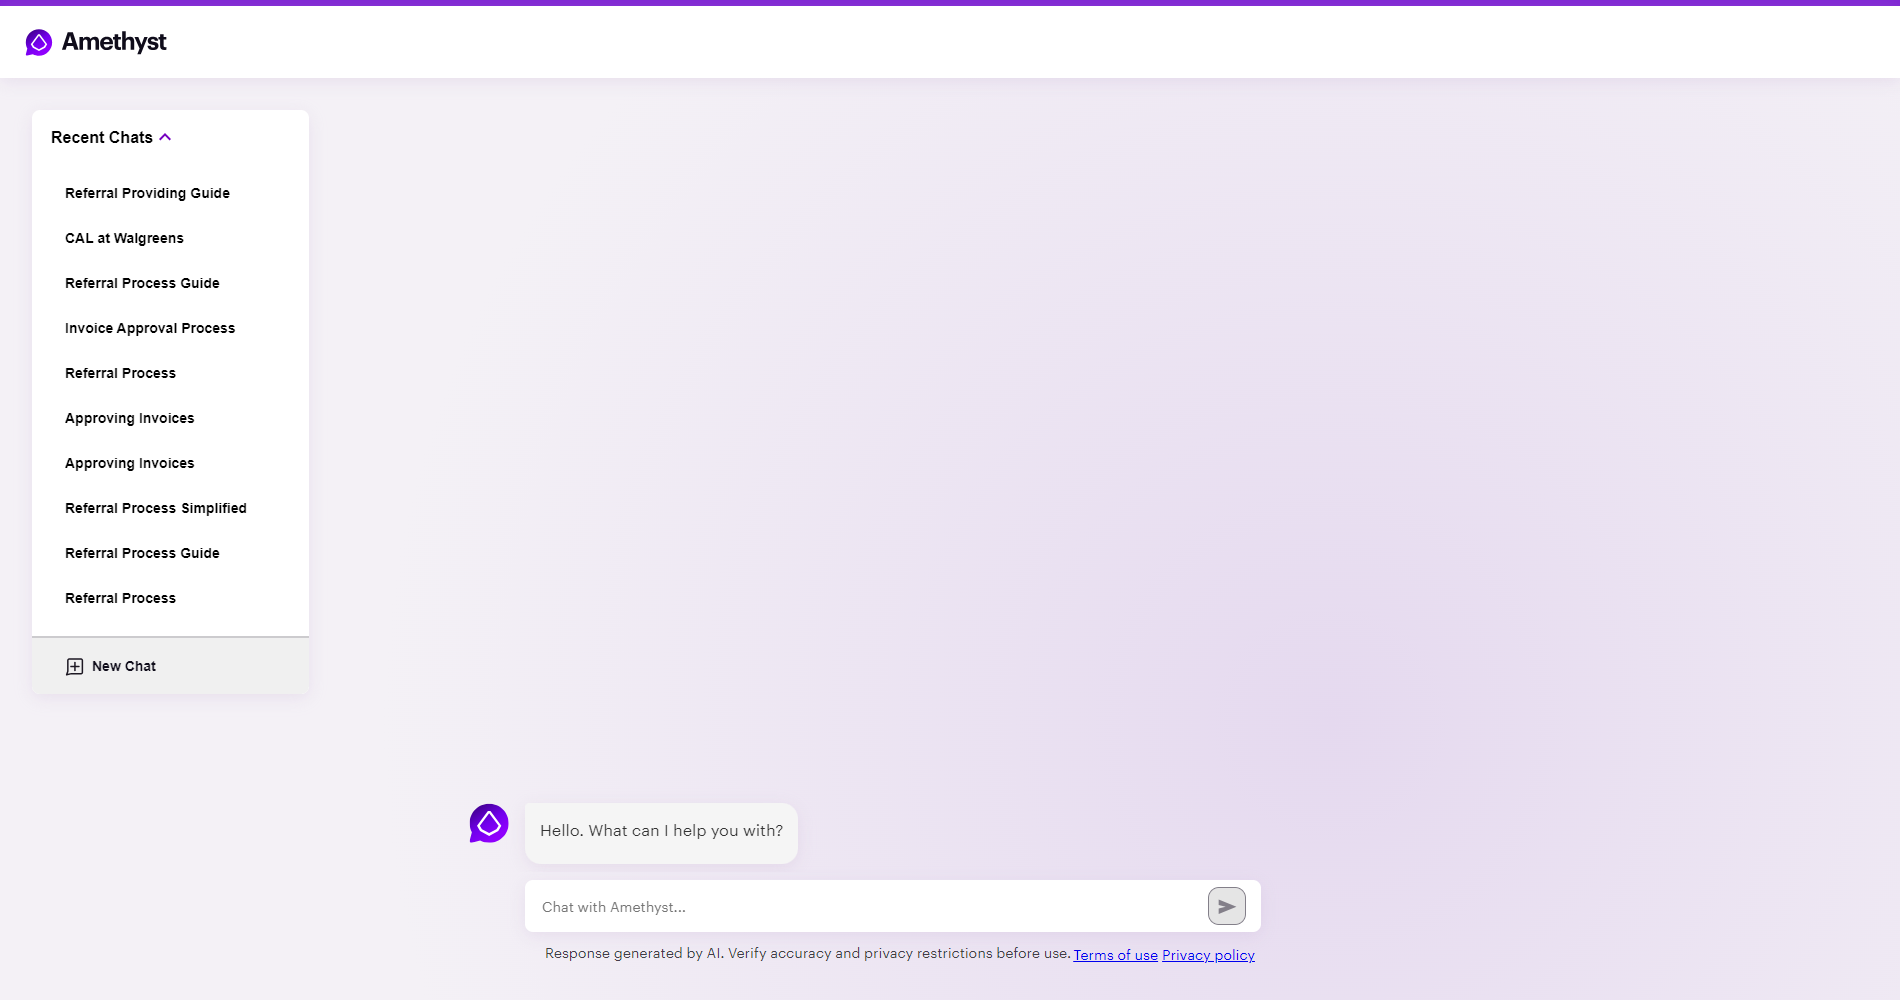 Amethyst
Recent Chats
Referral Providing Guide
CAL at Walgreens
Referral Process Guide
Invoice Approval Process
Referral Process
Approving Invoices
Approving Invoices
Referral Process Simplified
Referral Process Guide
Referral Process
New Chat
Hello. What can I help you with?
Chat with Amethyst...
Response generated by AI. Verify accuracy and privacy restrictions before use. Terms of use Privacy policy